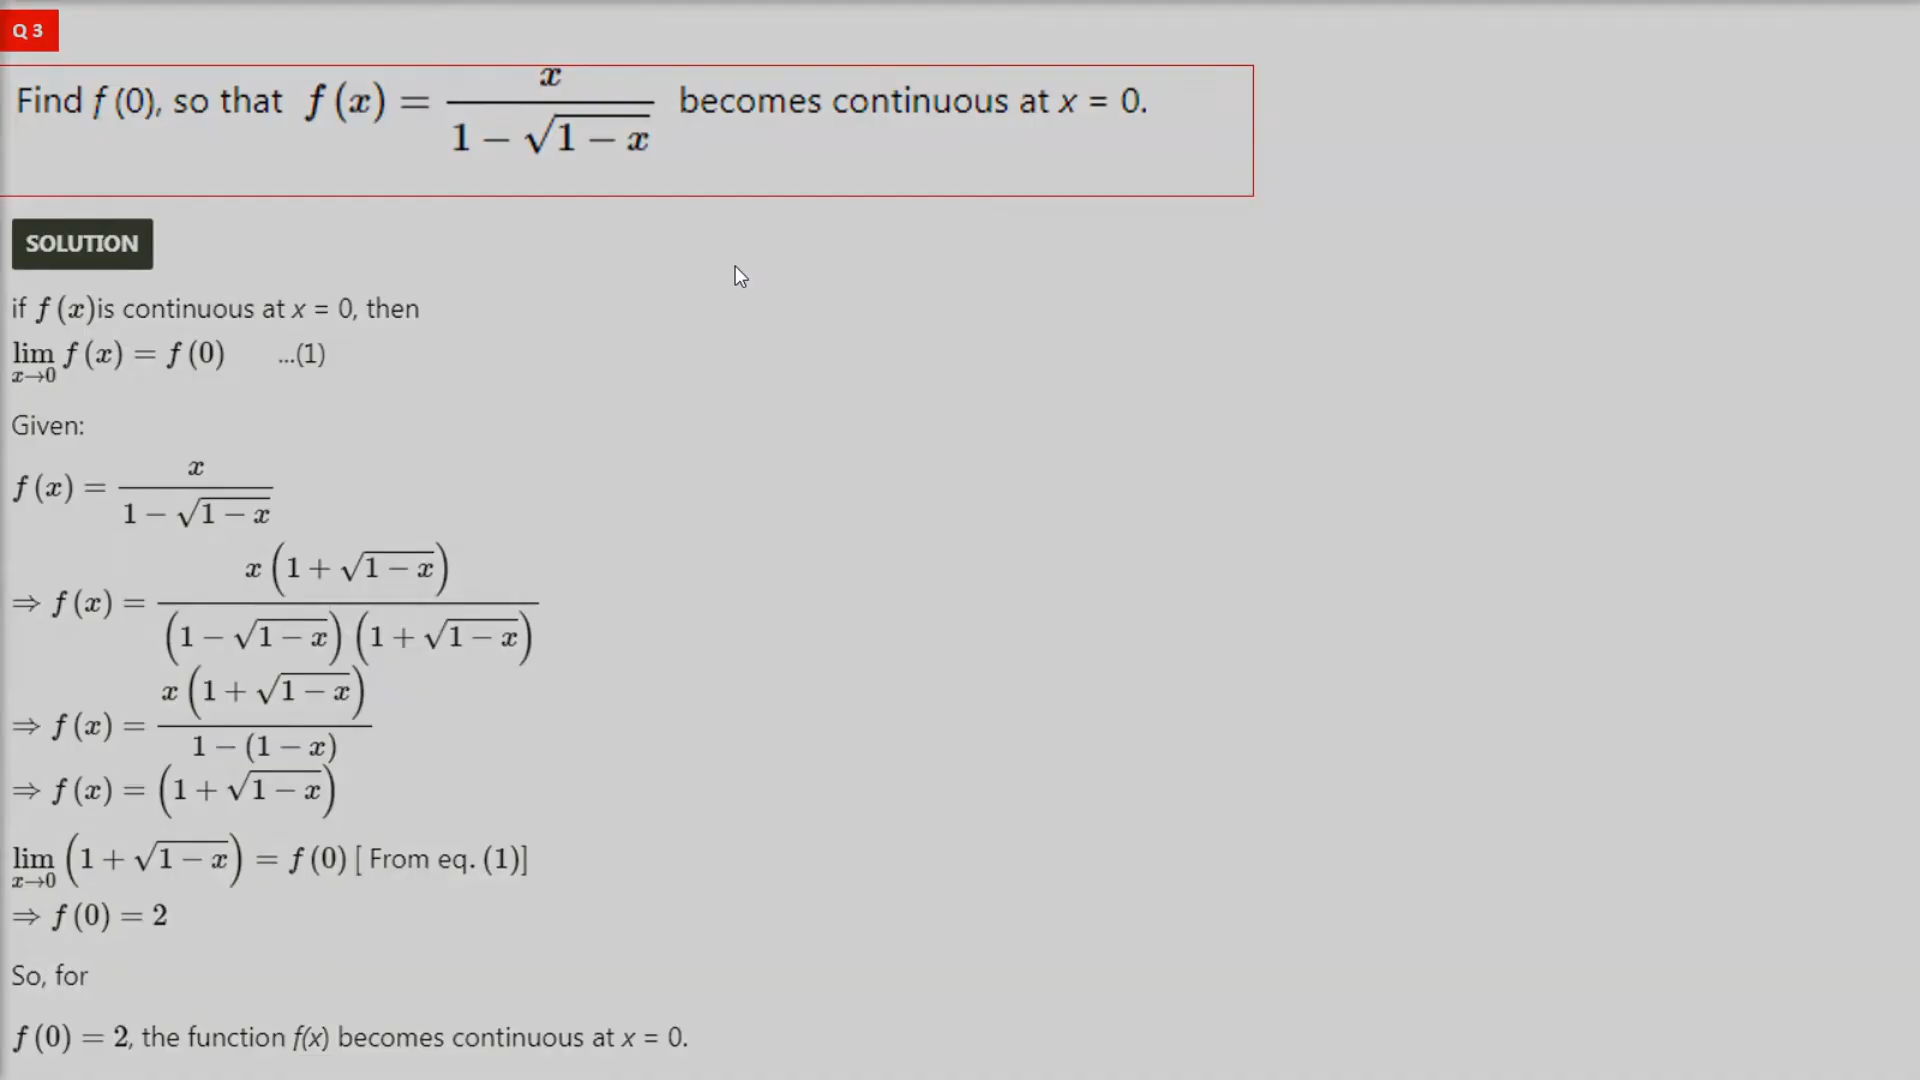 Q 3
Find f (0), so that f (x) = x / (1 − √(1 − x)) becomes continuous at x = 0.
SOLUTION
if f (x)is continuous at x = 0, then
lim x→0 f (x) = f (0) ...(1)
Given:
f (x) = x / (1 − √(1 − x))
⇒ f (x) = x (1 + √(1 − x)) / (1 − √(1 − x)) (1 + √(1 − x))
⇒ f (x) = x (1 + √(1 − x)) / 1 − (1 − x)
⇒ f (x) = (1 + √(1 − x))
lim x→0 (1 + √(1 − x)) = f (0) [ From eq. (1)]
⇒ f (0) = 2
So, for
f (0) = 2, the function f(x) becomes continuous at x = 0.